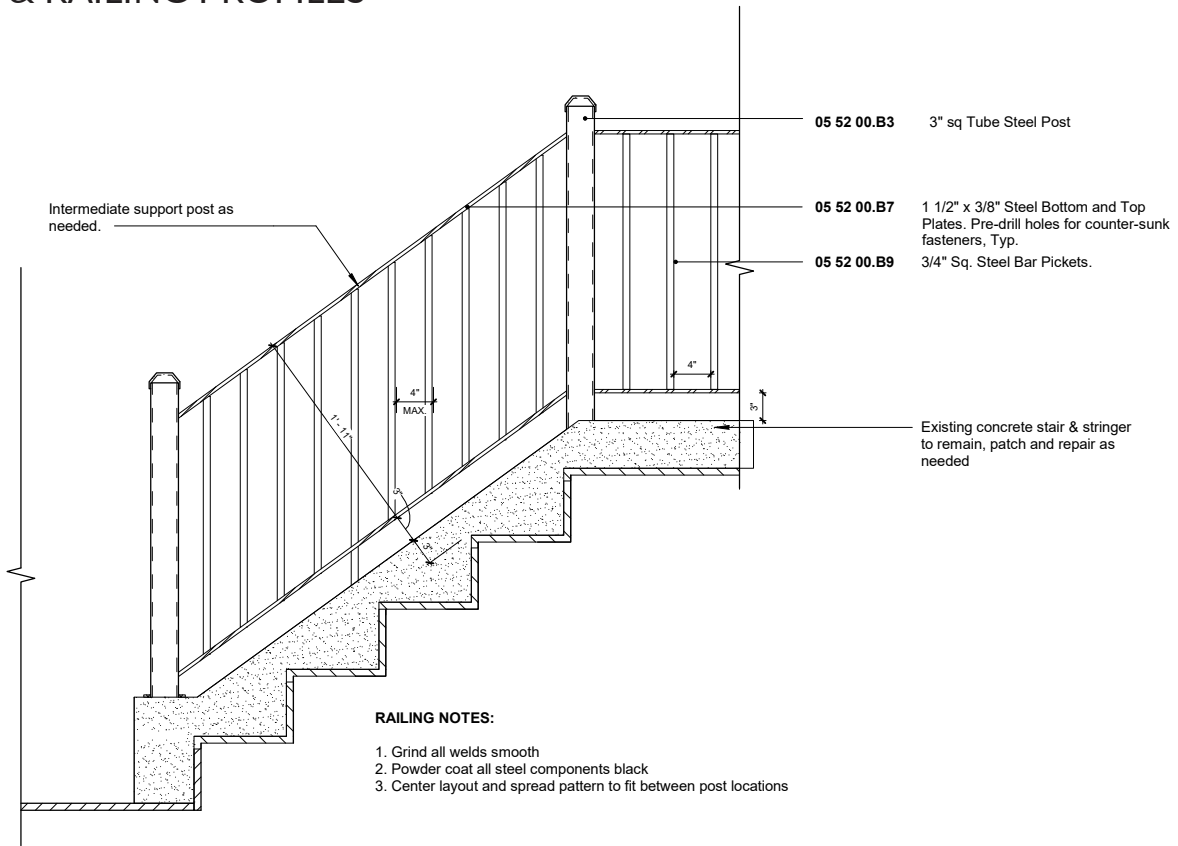 & RAILING PROFILES
05 52 00.B3 3" sq Tube Steel Post
Intermediate support post as
needed.
05 52 00.B7 1 1/2" x 3/8" Steel Bottom and Top
Plates. Pre-drill holes for counter-sunk
fasteners, Typ.
05 52 00.B9 3/4" Sq. Steel Bar Pickets.
4"
4"
MAX.
3"
1'- 11"
Existing concrete stair & stringer
to remain, patch and repair as
needed
RAILING NOTES:
1. Grind all welds smooth
2. Powder coat all steel components black
3. Center layout and spread pattern to fit between post locations